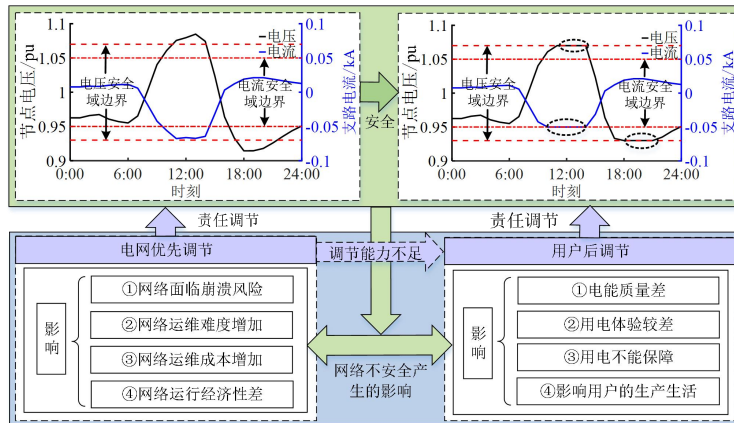 1.1
1.05
1
0.95
0.9
节点电压/pu
0.1
0.05
0
-0.05
-0.1
支路电流/kA
电压
电流
电压安全
域边界
电流安全
域边界
0:00
6:00
12:00
18:00
24:00
时刻
安全
1.1
1.05
1
0.95
0.9
节点电压/pu
0.1
0.05
0
-0.05
-0.1
支路电流/kA
电压
电流
电压安全
域边界
电流安全
域边界
0:00
6:00
12:00
18:00
24:00
时刻
责任调节
责任调节
电网优先调节
调节能力不足
用户后调节
影响
①网络面临崩溃风险
②网络运维难度增加
③网络运维成本增加
④网络运行经济性差
网络不安全产
生的影响
影响
①电能质量差
②用电体验较差
③用电不能保障
④影响用户的生产生活